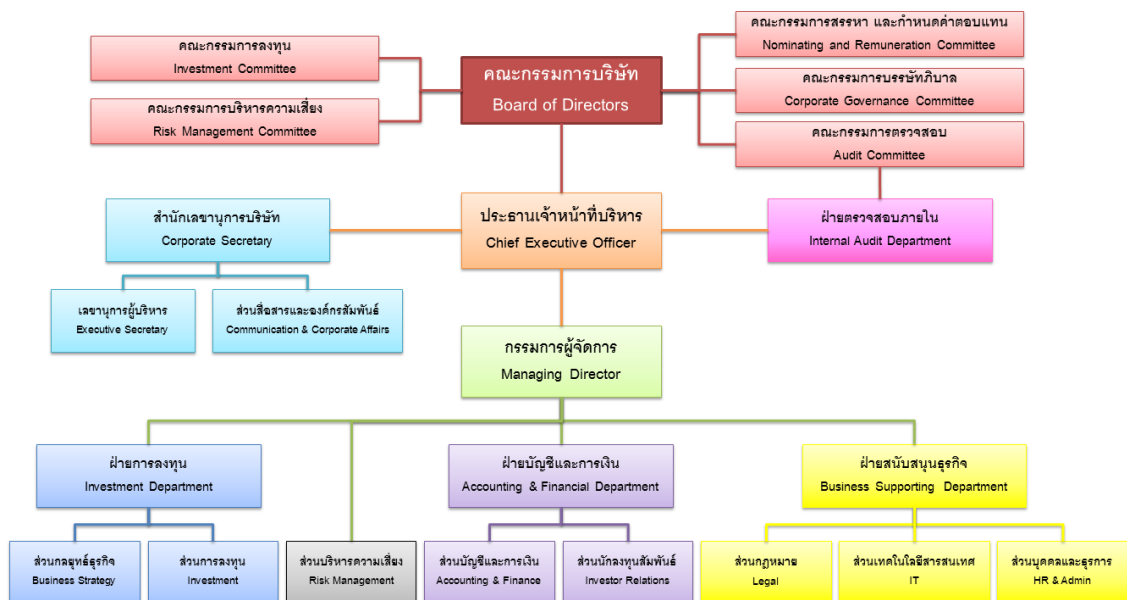 คณะกรรมการลงทุน
Investment Committee
คณะกรรมการบริหารความเสี่ยง
Risk Management Committee
คณะกรรมการบริษัท
Board of Directors
คณะกรรมการสรรหา และกำหนดค่าตอบแทน
Nominating and Remuneration Committee
คณะกรรมการบรรษัทภิบาล
Corporate Governance Committee
คณะกรรมการตรวจสอบ
Audit Committee
สำนักเลขานุการบริษัท
Corporate Secretary
ประธานเจ้าหน้าที่บริหาร
Chief Executive Officer
ฝ่ายตรวจสอบภายใน
Internal Audit Department
เลขานุการผู้บริหาร
Executive Secretary
ส่วนสื่อสารและองค์กรสัมพันธ์
Communication & Corporate Affairs
กรรมการผู้จัดการ
Managing Director
ฝ่ายการลงทุน
Investment Department
ฝ่ายบัญชีและการเงิน
Accounting & Financial Department
ฝ่ายสนับสนุนธุรกิจ
Business Supporting Department
ส่วนกลยุทธ์ธุรกิจ
Business Strategy
ส่วนการลงทุน
Investment
ส่วนบริหารความเสี่ยง
Risk Management
ส่วนบัญชีและการเงิน
Accounting & Finance
ส่วนนักลงทุนสัมพันธ์
Investor Relations
ส่วนกฎหมาย
Legal
ส่วนเทคโนโลยีสารสนเทศ
IT
ส่วนบุคคลและธุรการ
HR & Admin